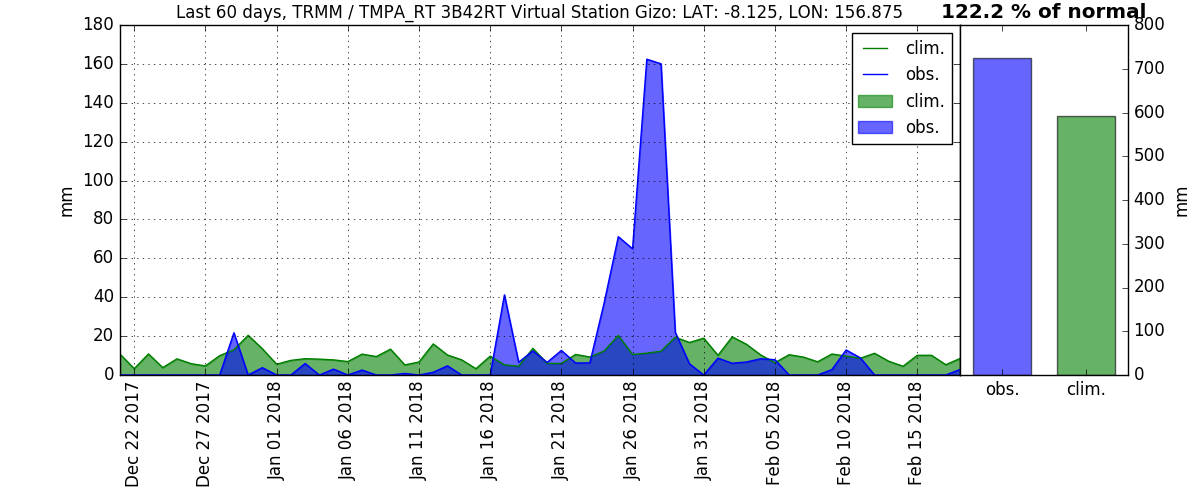 Last 60 days, TRMM / TMPA_RT 3B42RT Virtual Station Gizo: LAT: -8.125, LON: 156.875
122.2 % of normal
180
160
140
120
100
80
60
40
20
0
mm
clim.
obs.
clim.
obs.
Dec 22 2017
Dec 27 2017
Jan 01 2018
Jan 06 2018
Jan 11 2018
Jan 16 2018
Jan 21 2018
Jan 26 2018
Jan 31 2018
Feb 05 2018
Feb 10 2018
Feb 15 2018
800
700
600
500
400
300
200
100
0
mm
obs.
clim.